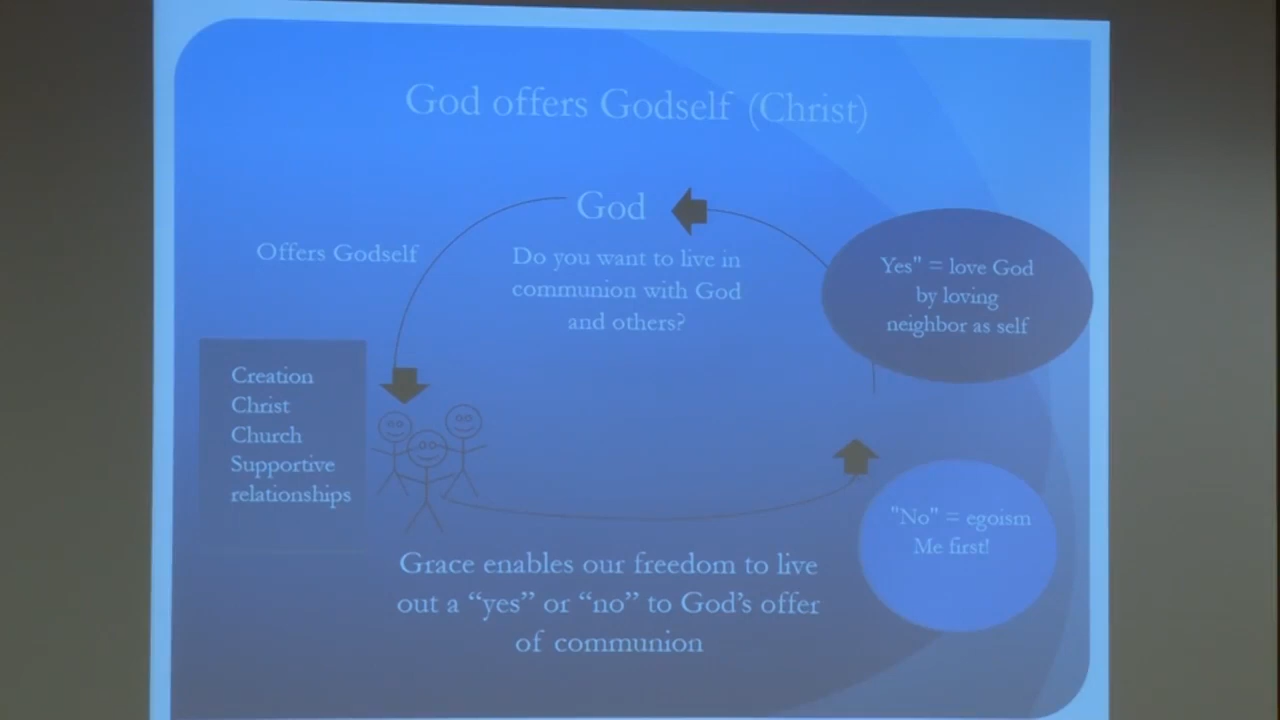 God offers Godself (Christ)
God
Offers Godself
Do you want to live in
communion with God
and others?
Yes" = love God
by loving
neighbor as self
Creation
Christ
Church
Supportive
relationships
"No" = egoism
Me first!
Grace enables our freedom to live
out a “yes” or “no” to God’s offer
of communion